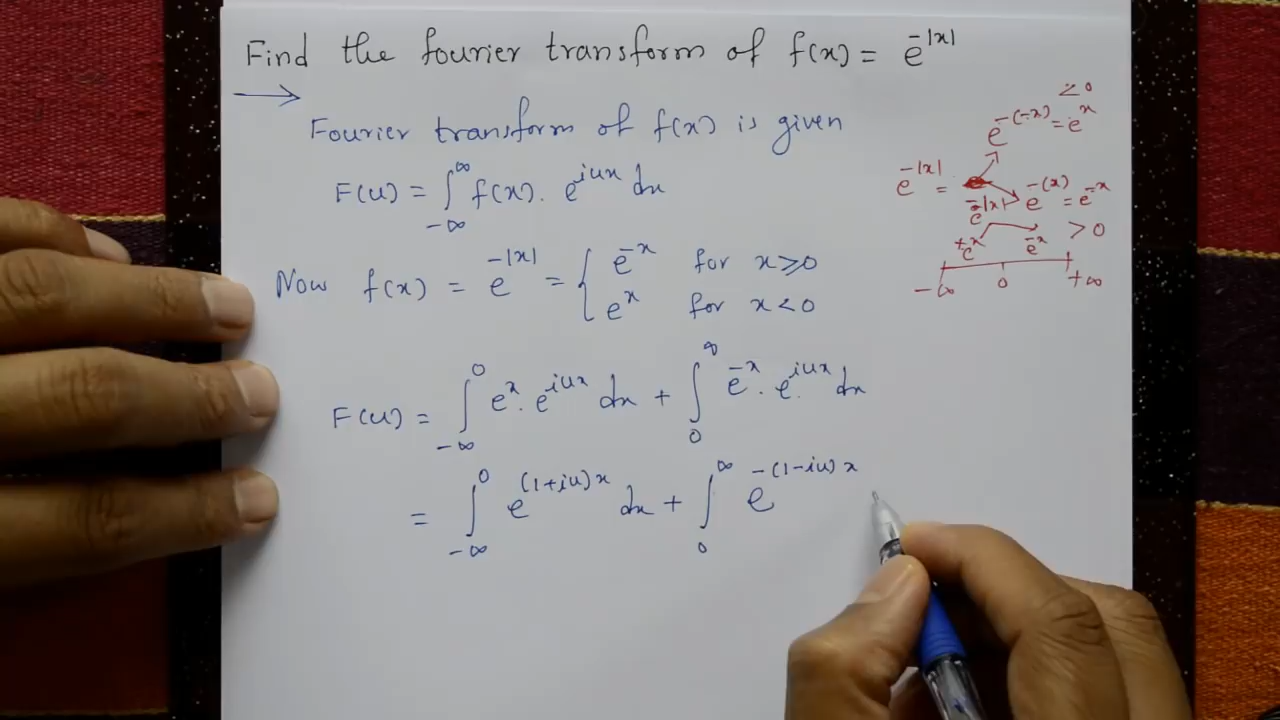 Find the fourier transform of f(x) = e^{-|x|}
Fourier transform of f(x) is given
F(u) = ∫_{-∞}^{∞} f(x). e^{iux} dx
Now f(x) = e^{-|x|} = { e^{-x} for x≥0
e^{x} for x<0
F(u) = ∫_{-∞}^{0} e^{x}. e^{iux} dx + ∫_{0}^{∞} e^{-x}. e^{iux} dx
= ∫_{-∞}^{0} e^{(1+iu)x} dx + ∫_{0}^{∞} e^{-(1-iu)x}
<0
e^{-(-x)} = e^{x}
e^{-|x|} =
e^{-(x)} = e^{-x}
e^{-|x|}
>0
e^{+x} e^{-x}
-∞ 0 +∞